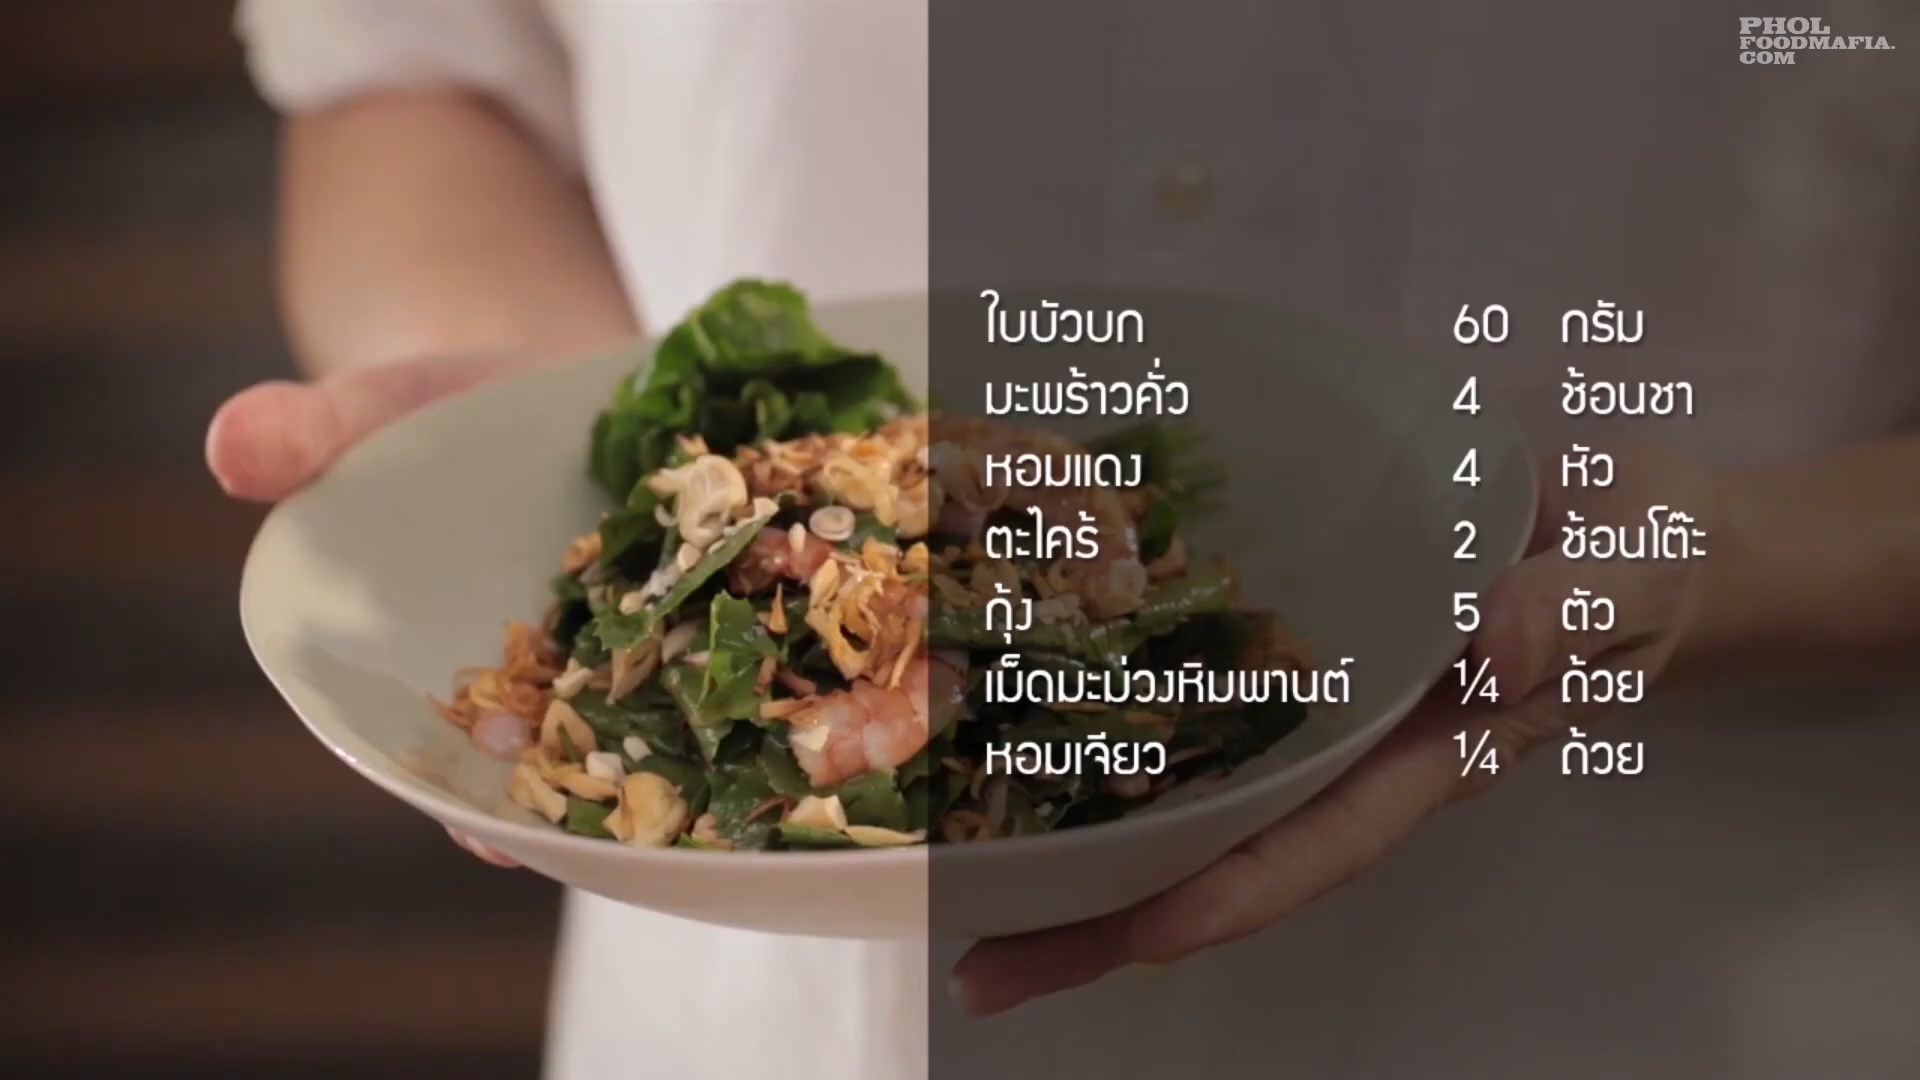 PHOL
FOODMAFIA.
COM
ใบบัวบก 60 กรัม
มะพร้าวคั่ว 4 ช้อนชา
หอมแดง 4 หัว
ตะไคร้ 2 ช้อนโต๊ะ
กุ้ง 5 ตัว
เม็ดมะม่วงหิมพานต์ ¼ ถ้วย
หอมเจียว ¼ ถ้วย